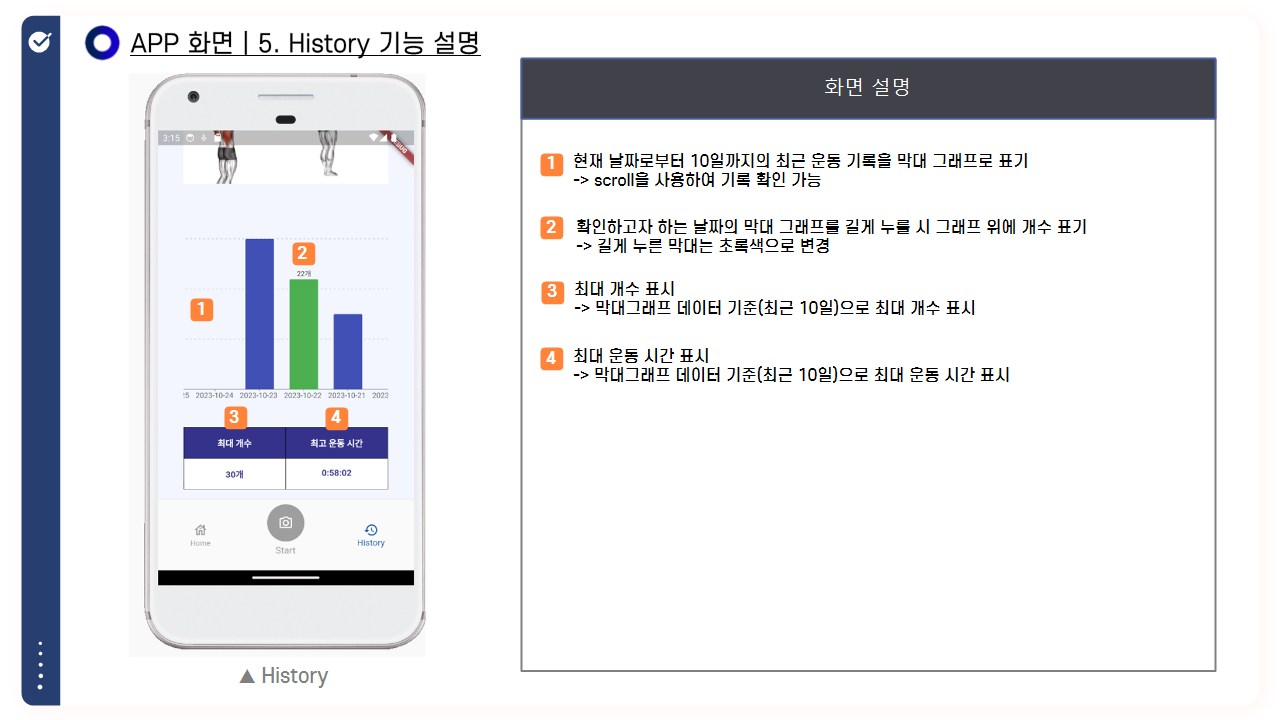 APP 화면 | 5. History 기능 설명
화면 설명
3:15
22개
2023-10-24 2023-10-23 2023-10-22 2023-10-21 2023
최대 개수 최고 운동 시간
30개 0:58:02
Home
Start
History
▲ History
1 현재 날짜로부터 10일까지의 최근 운동 기록을 막대 그래프로 표기
-> scroll을 사용하여 기록 확인 가능
2 확인하고자 하는 날짜의 막대 그래프를 길게 누를 시 그래프 위에 개수 표기
-> 길게 누른 막대는 초록색으로 변경
3 최대 개수 표시
-> 막대그래프 데이터 기준(최근 10일)으로 최대 개수 표시
4 최대 운동 시간 표시
-> 막대그래프 데이터 기준(최근 10일)으로 최대 운동 시간 표시
1
2
3
4